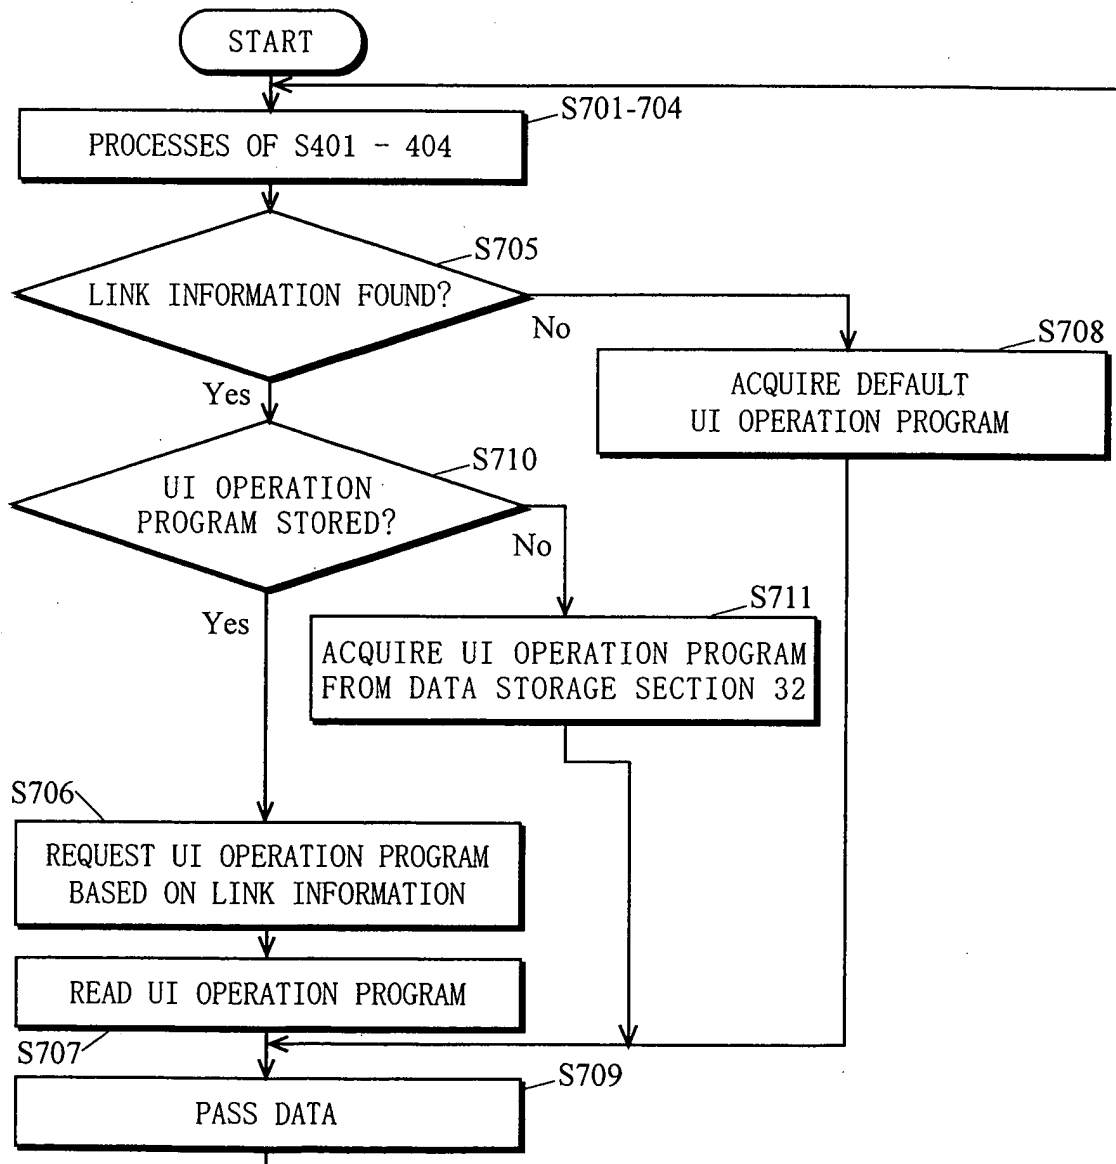 START
S701-704
PROCESSES OF S401 - 404
S705
LINK INFORMATION FOUND?
No
S708
Yes
ACQUIRE DEFAULT
UI OPERATION PROGRAM
S710
UI OPERATION
PROGRAM STORED?
No
S711
Yes
ACQUIRE UI OPERATION PROGRAM
FROM DATA STORAGE SECTION 32
S706
REQUEST UI OPERATION PROGRAM
BASED ON LINK INFORMATION
READ UI OPERATION PROGRAM
S707
S709
PASS DATA